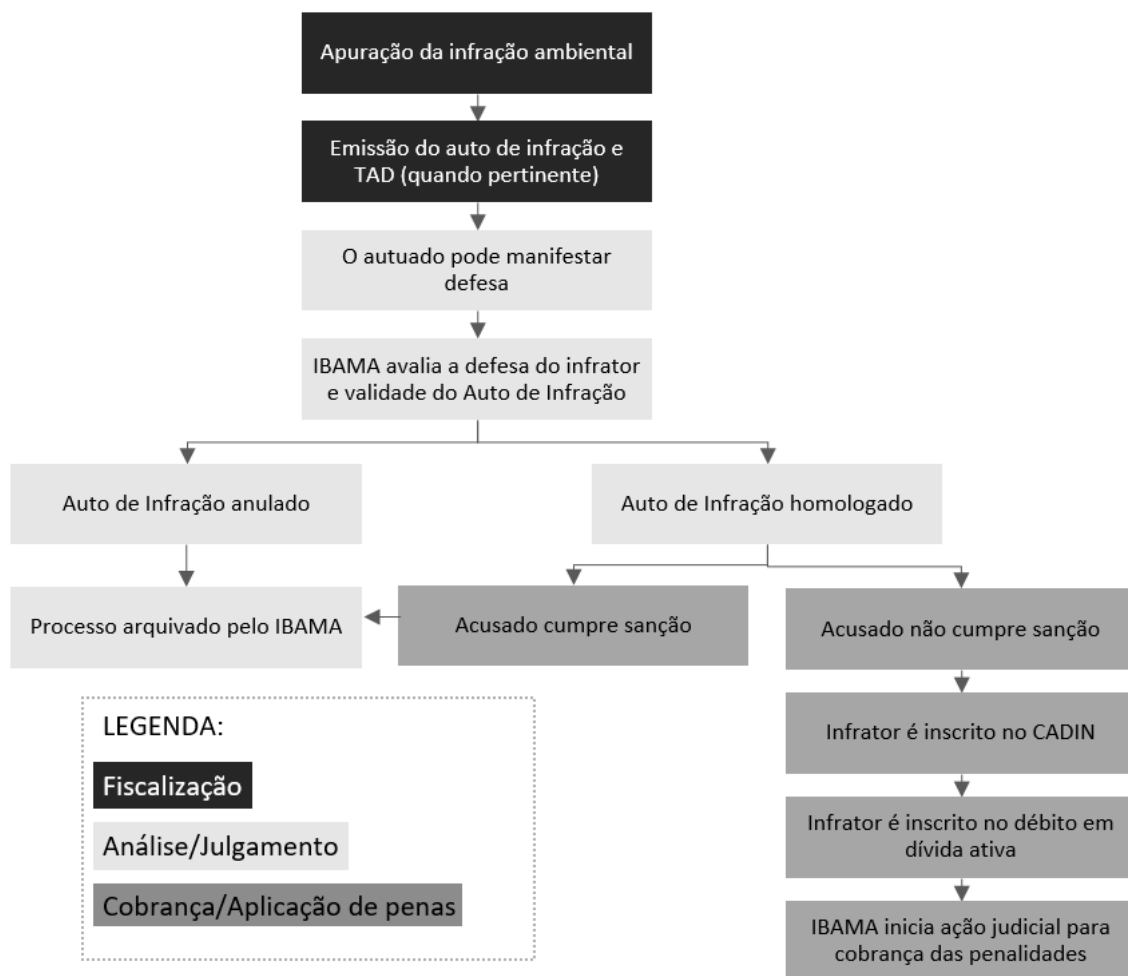 Apuração da infração ambiental
Emissão do auto de infração e
TAD (quando pertinente)
O autuado pode manifestar
defesa
IBAMA avalia a defesa do infrator
e validade do Auto de Infração
Auto de Infração anulado
Auto de Infração homologado
Processo arquivado pelo IBAMA
Acusado cumpre sanção
Acusado não cumpre sanção
Infrator é inscrito no CADIN
Infrator é inscrito no débito em
dívida ativa
IBAMA inicia ação judicial para
cobrança das penalidades
LEGENDA:
Fiscalização
Análise/Julgamento
Cobrança/Aplicação de penas